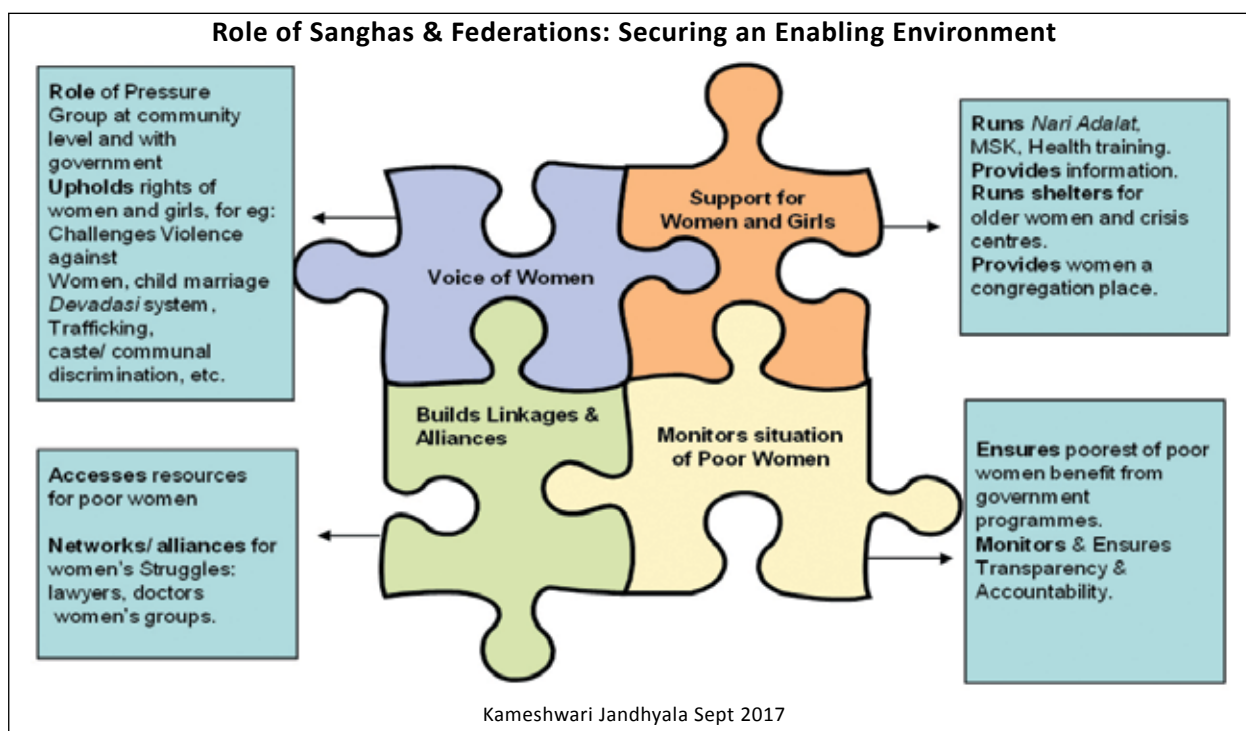 Role of Sanghas & Federations: Securing an Enabling Environment
Role of Pressure
Group at community
level and with
government
Upholds rights of
women and girls, for eg:
Challenges Violence
against
Women, child marriage
Devadasi system,
Trafficking,
caste/ communal
discrimination, etc.
Voice of Women
Support for
Women and Girls
Runs Nari Adalat,
MSK, Health training.
Provides information.
Runs shelters for
older women and crisis
centres.
Provides women a
congregation place.
Accesses resources
for poor women
Networks/ alliances for
women's Struggles:
lawyers, doctors
women's groups.
Builds Linkages &
Alliances
Monitors situation
of Poor Women
Ensures poorest of poor
women benefit from
government
programmes.
Monitors & Ensures
Transparency &
Accountability.
Kameshwari Jandhyala Sept 2017